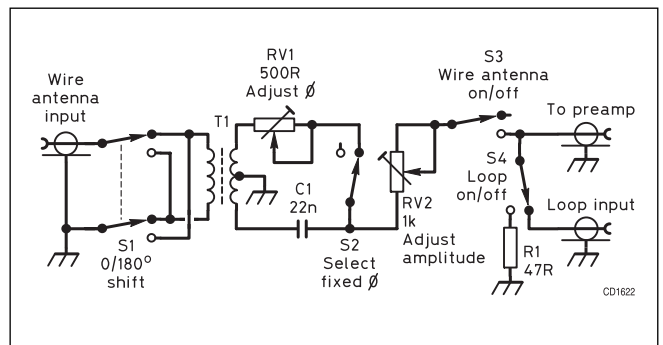 Wire
antenna
input
S1
0/180°
shift
T1
RV1
500R
Adjust Ø
C1
22n
S2
Select
fixed Ø
RV2
1k
Adjust
amplitude
S3
Wire antenna
on/off
To preamp
S4
Loop
on/off
Loop input
R1
47R
CD1622